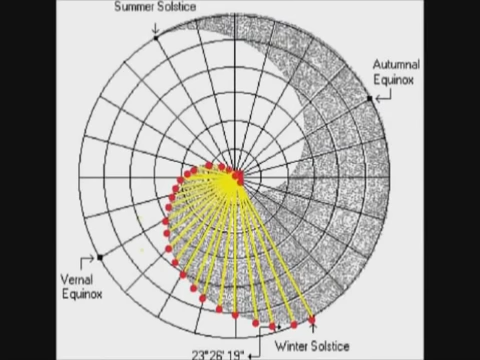 Summer Solstice
Autumnal
Equinox
Vernal
Equinox
Winter Solstice
23°26'19"